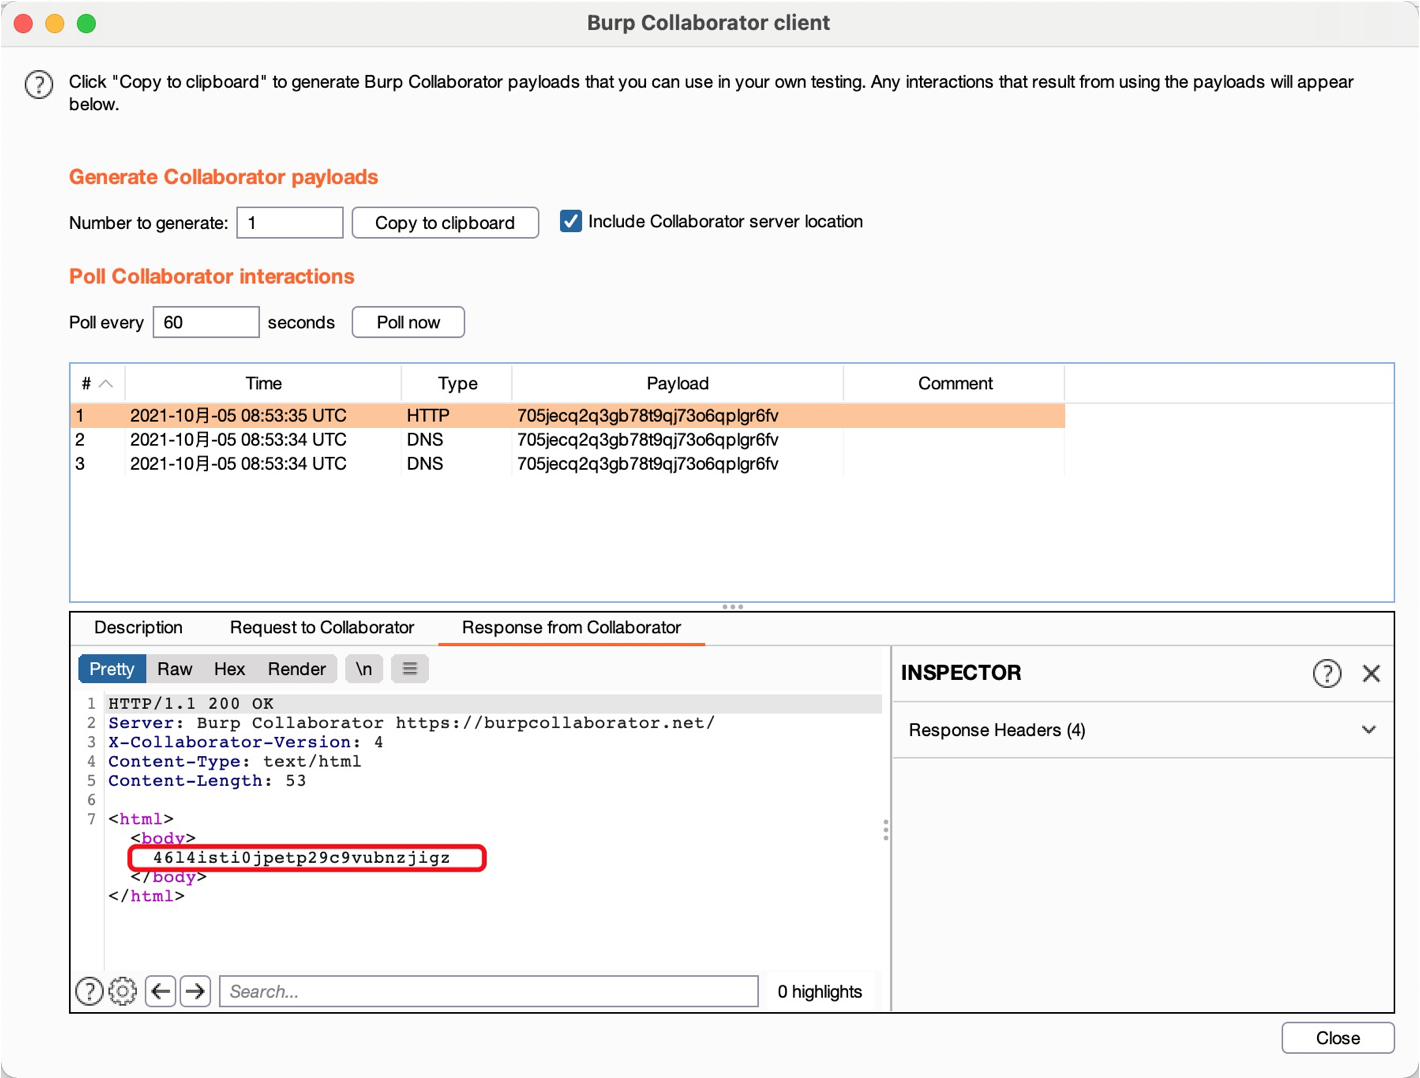 Burp Collaborator client
Click "Copy to clipboard" to generate Burp Collaborator payloads that you can use in your own testing. Any interactions that result from using the payloads will appear
below.
Generate Collaborator payloads
Number to generate: 1 Copy to clipboard Include Collaborator server location
Poll Collaborator interactions
Poll every 60 seconds Poll now
# Time Type Payload Comment
1 2021-10月-05 08:53:35 UTC HTTP 705jecq2q3gb78t9qj73o6qplgr6fv
2 2021-10月-05 08:53:34 UTC DNS 705jecq2q3gb78t9qj73o6qplgr6fv
3 2021-10月-05 08:53:34 UTC DNS 705jecq2q3gb78t9qj73o6qplgr6fv
Description Request to Collaborator Response from Collaborator
Pretty Raw Hex Render \n
INSPECTOR
Response Headers (4)
1 HTTP/1.1 200 OK
2 Server: Burp Collaborator https://burpcollaborator.net/
3 X-Collaborator-Version: 4
4 Content-Type: text/html
5 Content-Length: 53
6
7 <html>
<body>
46l4isti0jpetp29c9vubnzjigz
</body>
</html>
Search...
0 highlights
Close